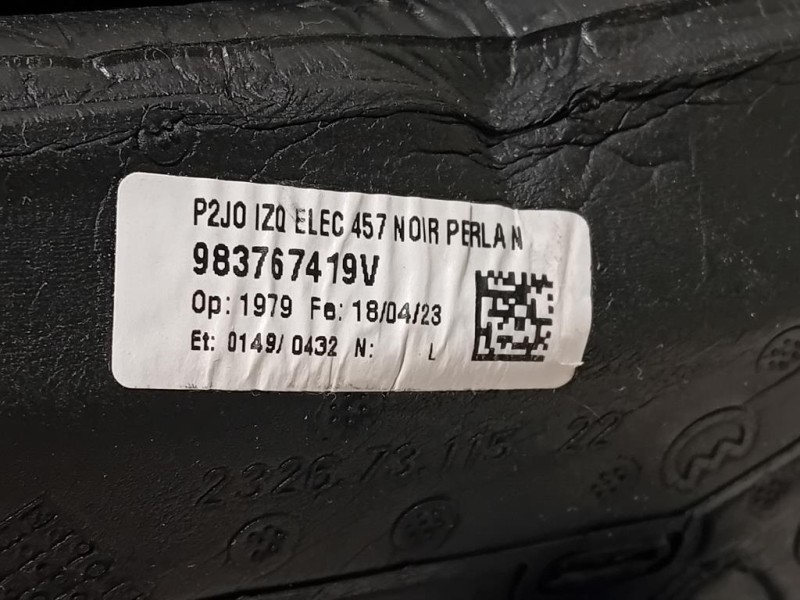 P2JO IZQ ELEC 457 NOIR PERLA N
983767419V
Op: 1979 Fe: 18/04/23
Et: 0149/ 0432 N: L
2326.73.115 22